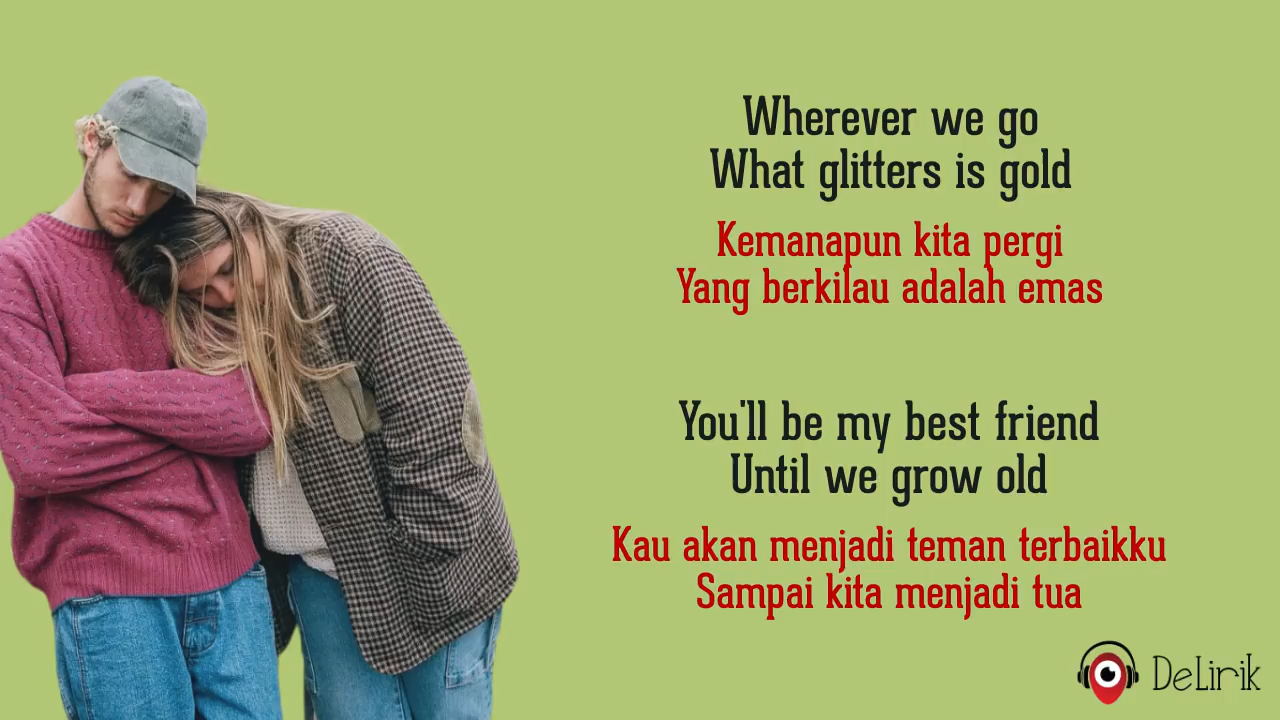 Wherever we go
What glitters is gold
Kemanapun kita pergi
Yang berkilau adalah emas
You'll be my best friend
Until we grow old
Kau akan menjadi teman terbaikku
Sampai kita menjadi tua
DeLirik